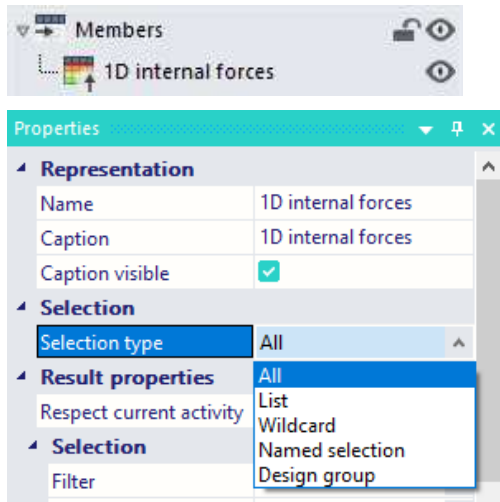 Members
1D internal forces
Properties
Representation
Name 1D internal forces
Caption 1D internal forces
Caption visible
Selection
Selection type All
Result properties All
Respect current activity List
Wildcard
Selection Named selection
Filter Design group